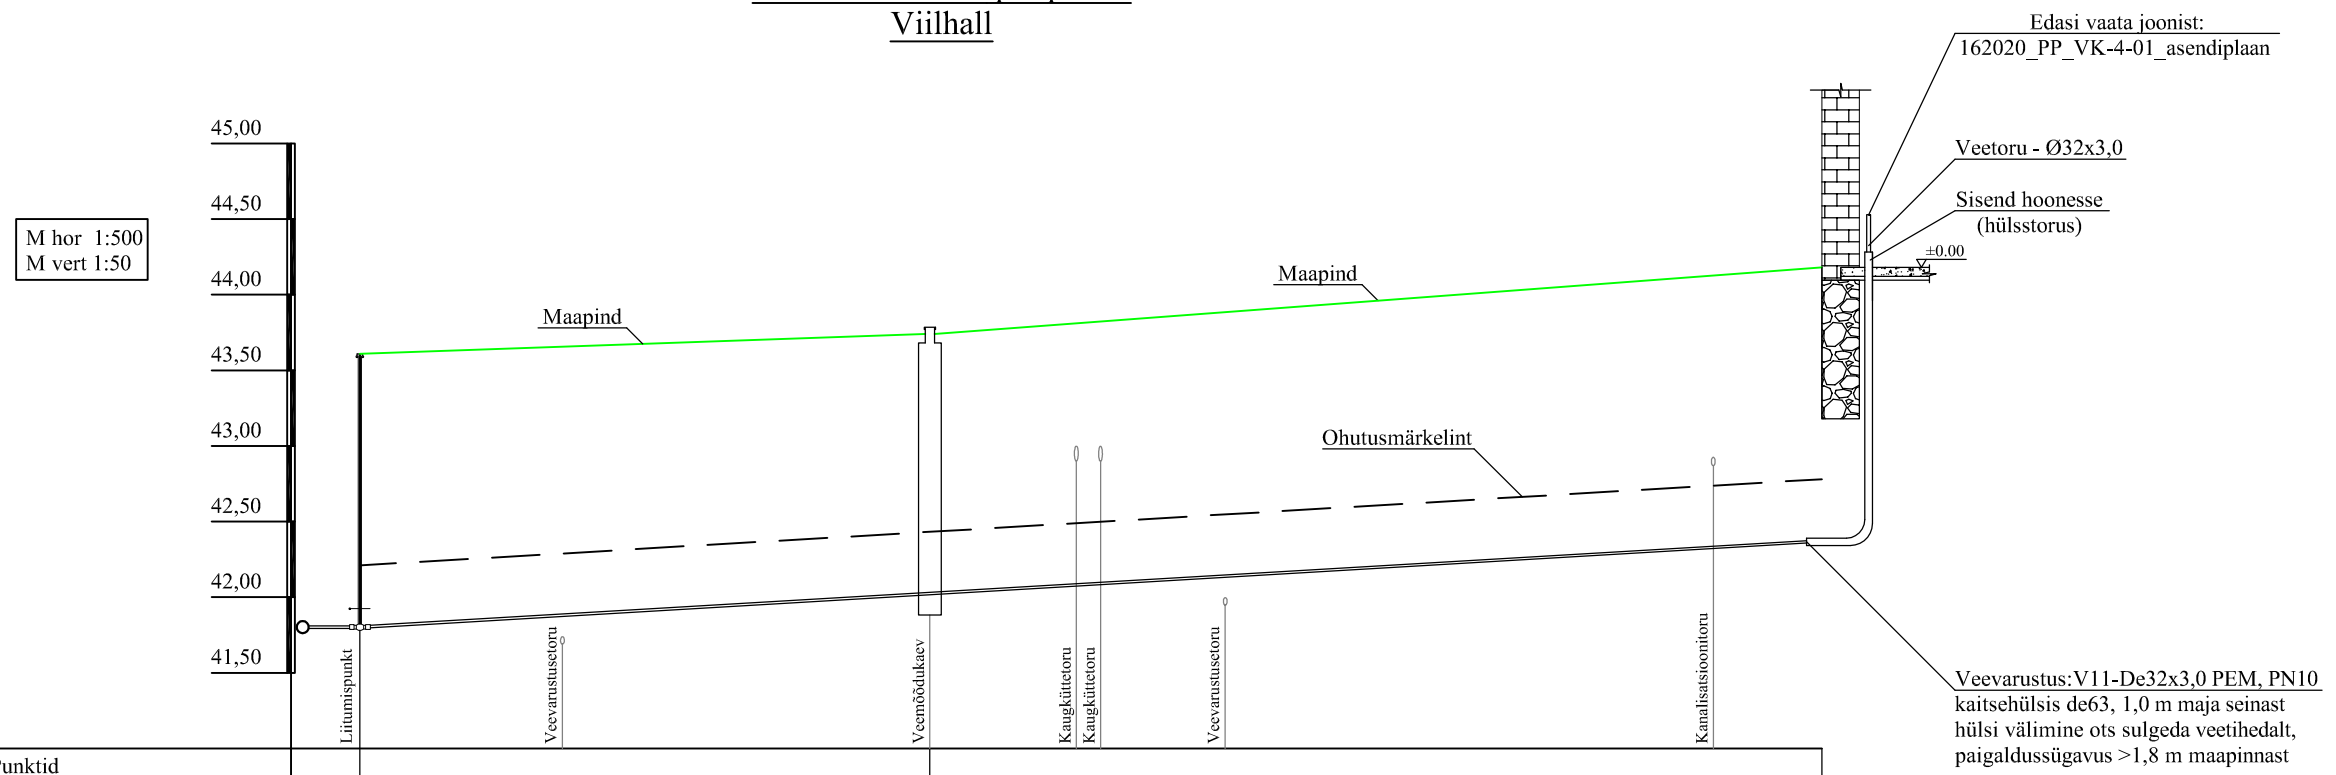 Viilhall
Edasi vaata joonist:
162020_PP_VK-4-01_asendiplaan
45,00
Veetoru - Ø32x3,0
44,50
Sisend hoonesse
(hülsstorus)
M hor 1:500
M vert 1:50
±0.00
44,00
Maapind
Maapind
43,50
43,00
Ohutusmärkelint
42,50
42,00
41,50
Liitumispunkt
Veevarustusetoru
Veemõõdukaev
Kaugküttetoru
Kaugküttetoru
Veevarustusetoru
Kanalisatsioonitoru
Veevarustus:V11-De32x3,0 PEM, PN10
kaitsehülsis de63, 1,0 m maja seinast
hülsi välimine ots sulgeda veetihedalt,
paigaldussügavus >1,8 m maapinnast